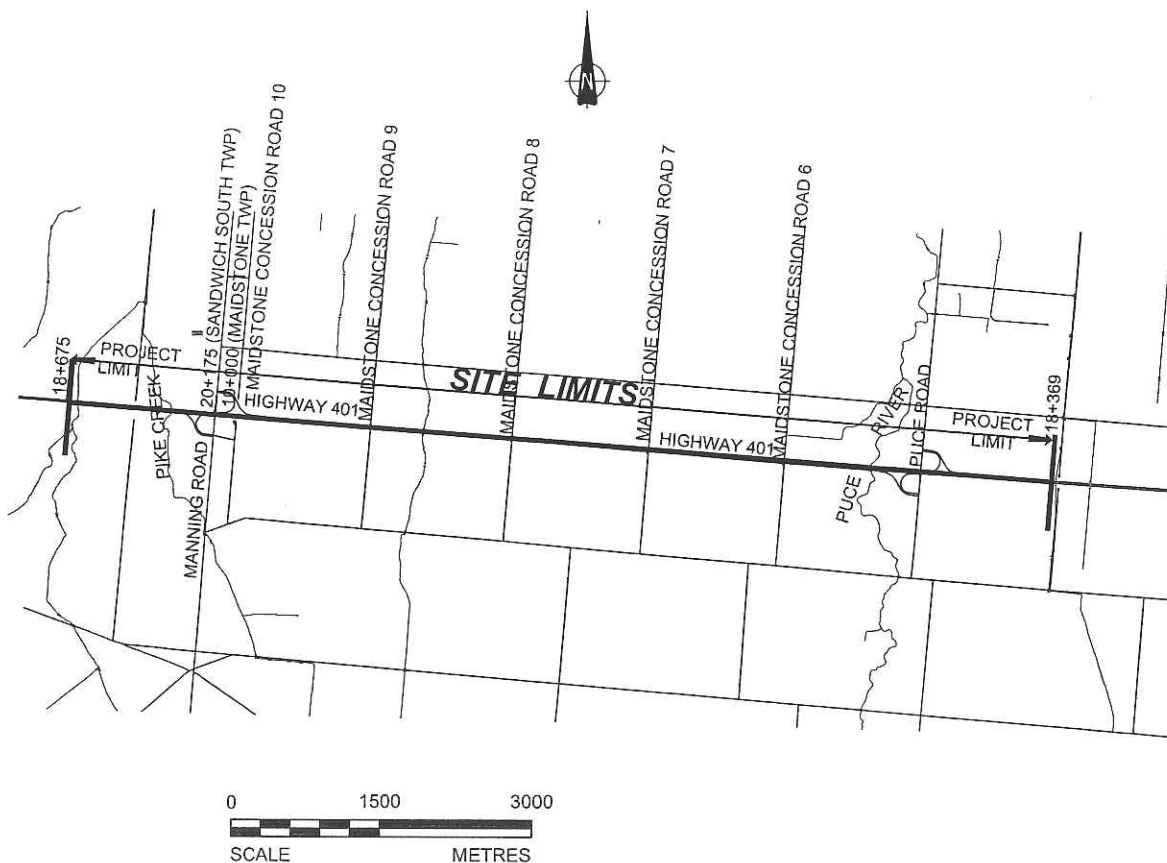 N
20+175 (SANDWICH SOUTH TWP)
10+000 (MAIDSTONE TWP)
MAIDSTONE CONCESSION ROAD 10
MAIDSTONE CONCESSION ROAD 9
MAIDSTONE CONCESSION ROAD 8
MAIDSTONE CONCESSION ROAD 7
MAIDSTONE CONCESSION ROAD 6
18+675
PROJECT
LIMIT
PIKE CREEK
MANNING ROAD
=
HIGHWAY 401
SITE LIMITS
HIGHWAY 401
PUCE RIVER
PUCE ROAD
PROJECT
LIMIT
18+369
0 1500 3000
SCALE METRES